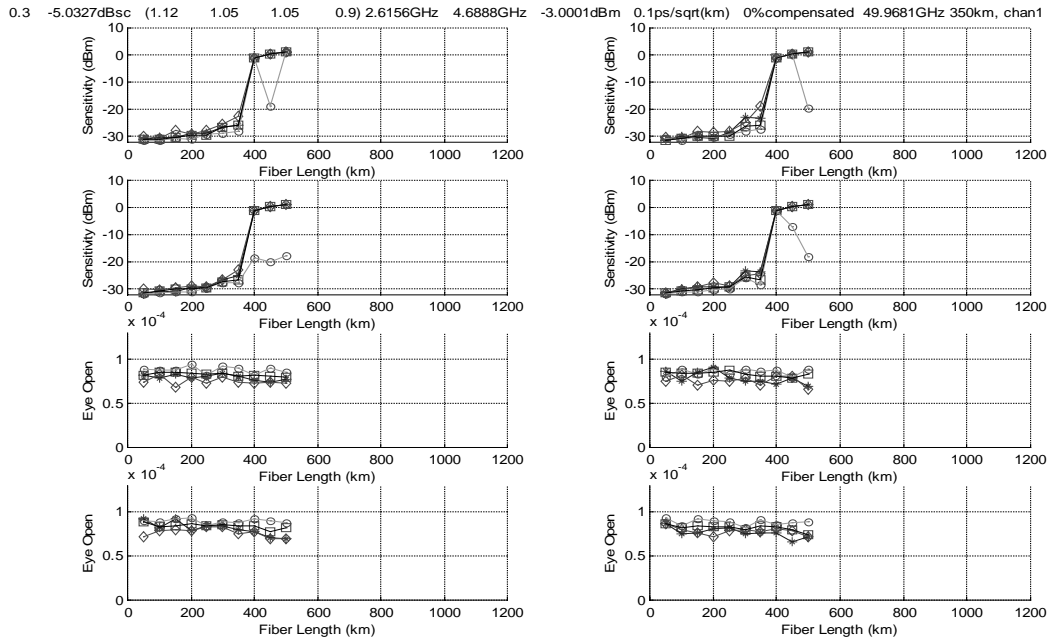 0.3 -5.0327dBsc (1.12 1.05 1.05 0.9) 2.6156GHz 4.6888GHz -3.0001dBm 0.1ps/sqrt(km) 0%compensated 49.9681GHz 350km, chan1
10
0
-10
-20
-30
Sensitivity (dBm)
0 200 400 600 800 1000 1200
Fiber Length (km)
10
0
-10
-20
-30
Sensitivity (dBm)
0 200 400 600 800 1000 1200
Fiber Length (km)
10
0
-10
-20
-30
Sensitivity (dBm)
0 200 400 600 800 1000 1200
Fiber Length (km)
10
0
-10
-20
-30
Sensitivity (dBm)
0 200 400 600 800 1000 1200
Fiber Length (km)
x 10-4
1
0.5
0
Eye Open
0 200 400 600 800 1000 1200
Fiber Length (km)
x 10-4
1
0.5
0
Eye Open
0 200 400 600 800 1000 1200
Fiber Length (km)
x 10-4
1
0.5
0
Eye Open
0 200 400 600 800 1000 1200
Fiber Length (km)
x 10-4
1
0.5
0
Eye Open
0 200 400 600 800 1000 1200
Fiber Length (km)